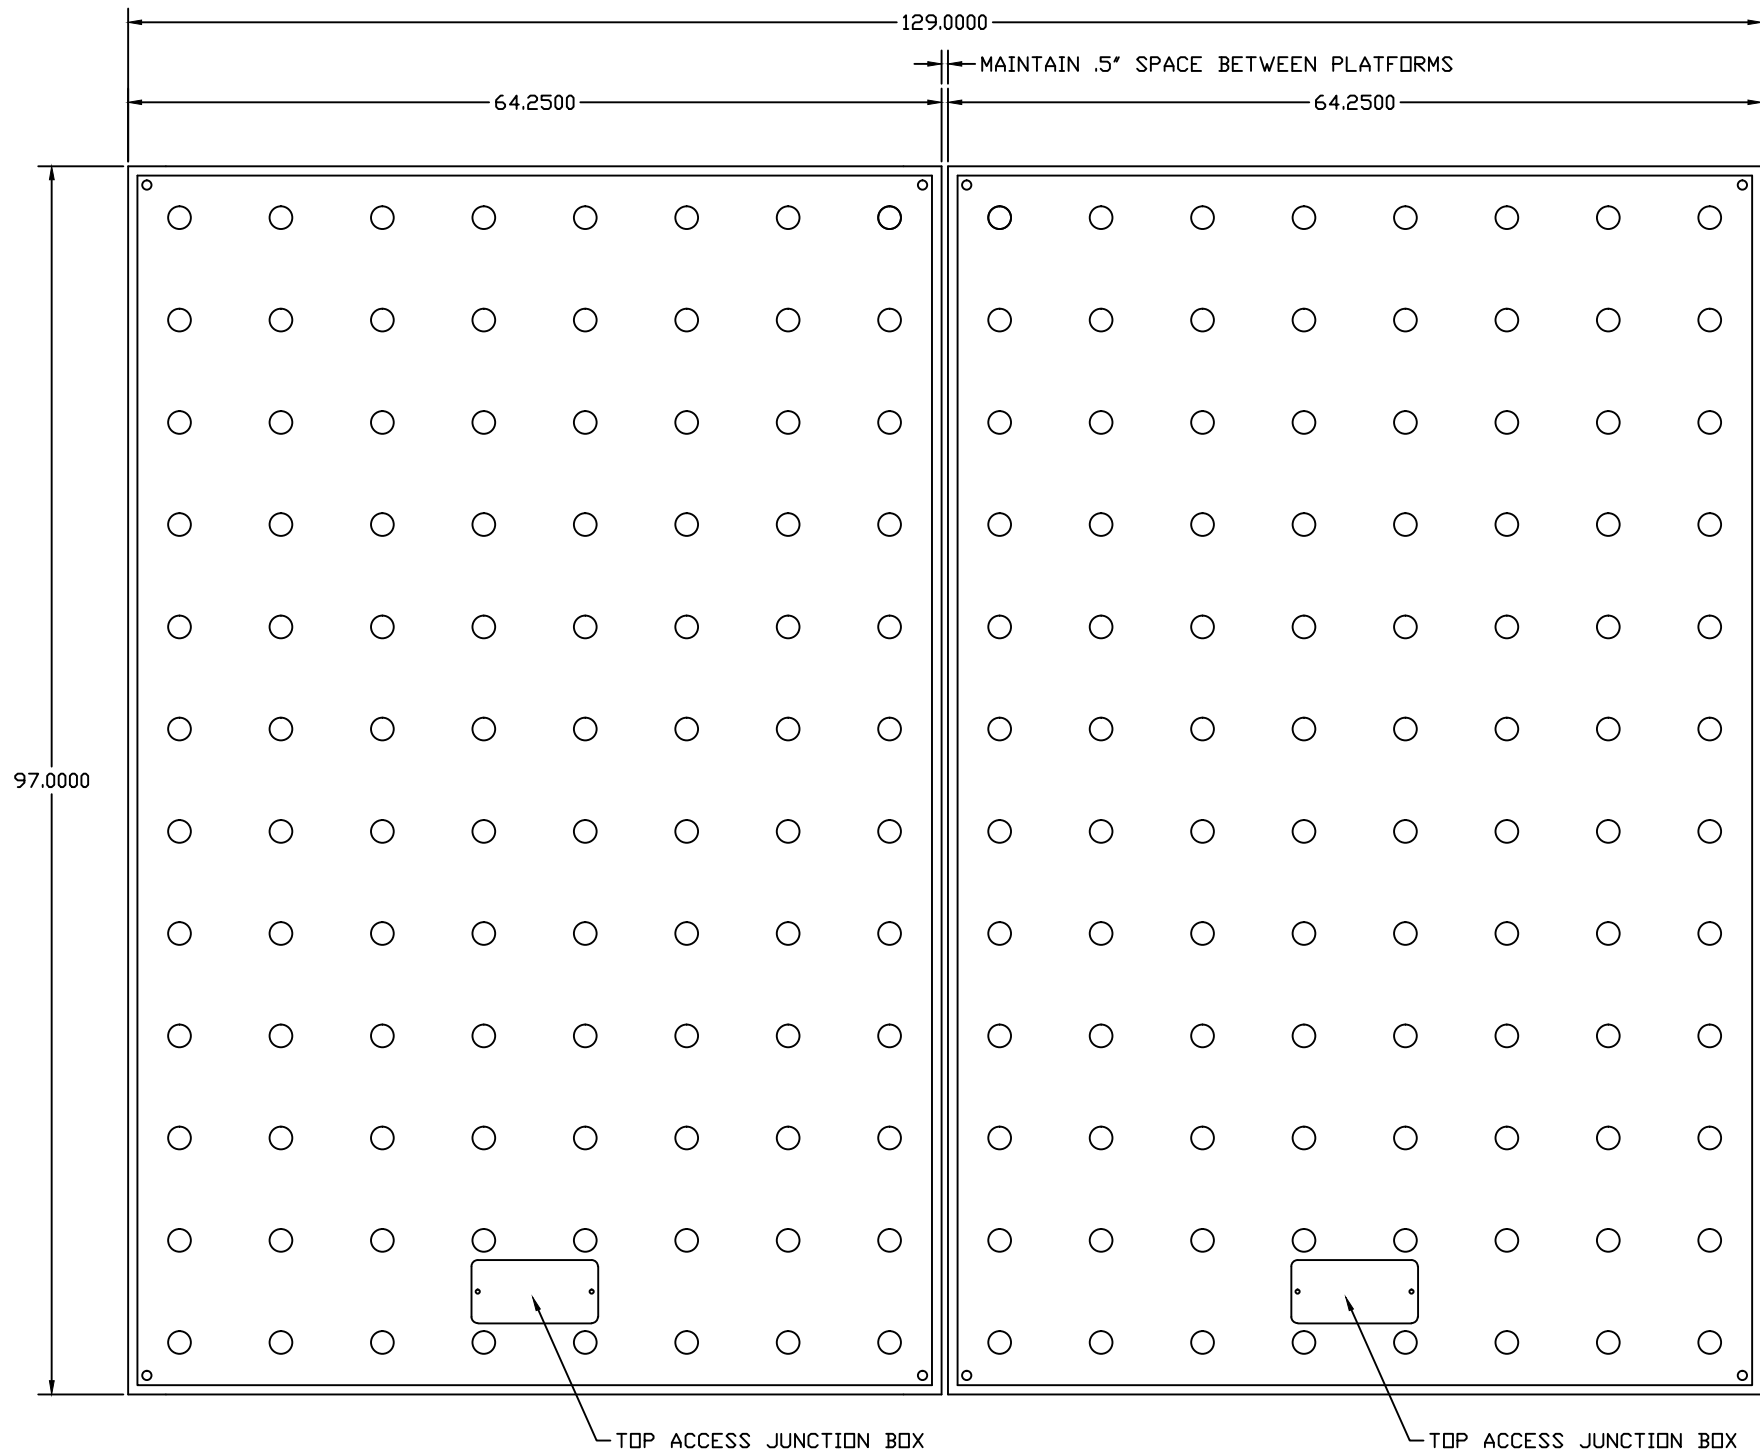 129.0000
MAINTAIN .5" SPACE BETWEEN PLATFORMS
64.2500
64.2500
97.0000
TOP ACCESS JUNCTION BOX
TOP ACCESS JUNCTION BOX